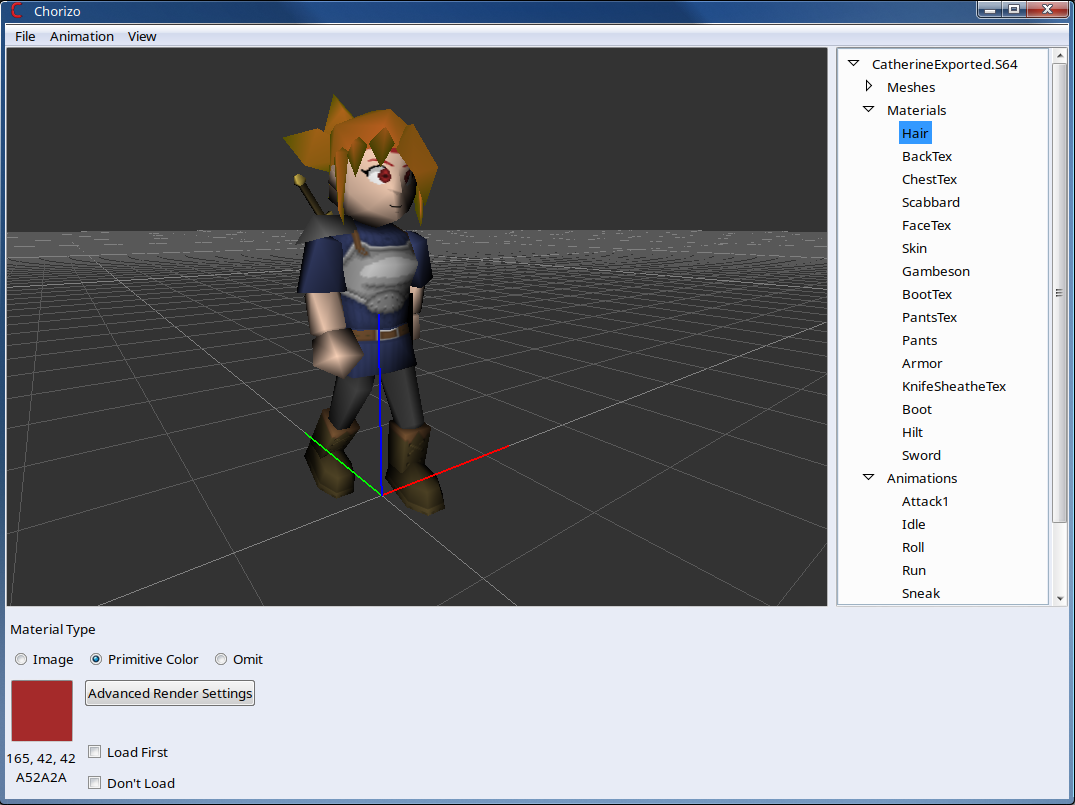 Chorizo
File Animation View
CatherineExported.S64
Meshes
Materials
Hair
BackTex
ChestTex
Scabbard
FaceTex
Skin
Gambeson
BootTex
PantsTex
Pants
Armor
KnifeSheatheTex
Boot
Hilt
Sword
Animations
Attack1
Idle
Roll
Run
Sneak
Material Type
Image Primitive Color Omit
Advanced Render Settings
Load First
165, 42, 42
A52A2A
Don't Load